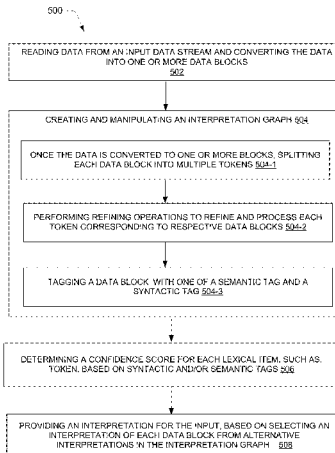 500
READING DATA FROM AN INPUT DATA STREAM AND CONVERTING THE DATA
INTO ONE OR MORE DATA BLOCKS
502
CREATING AND MANIPULATING AN INTERPRETATION GRAPH 504
ONCE THE DATA IS CONVERTED TO ONE OR MORE BLOCKS, SPLITTING
EACH DATA BLOCK INTO MULTIPLE TOKENS 504-1
PERFORMING REFINING OPERATIONS TO REFINE AND PROCESS EACH
TOKEN CORRESPONDING TO RESPECTIVE DATA BLOCKS 504-2
TAGGING A DATA BLOCK WITH ONE OF A SEMANTIC TAG AND A
SYNTACTIC TAG 504-3
DETERMINING A CONFIDENCE SCORE FOR EACH LEXICAL ITEM, SUCH AS,
TOKEN, BASED ON SYNTACTIC AND/OR SEMANTIC TAGS 506
PROVIDING AN INTERPRETATION FOR THE INPUT, BASED ON SELECTING AN
INTERPRETATION OF EACH DATA BLOCK FROM ALTERNATIVE
INTERPRETATIONS IN THE INTERPRETATION GRAPH 508